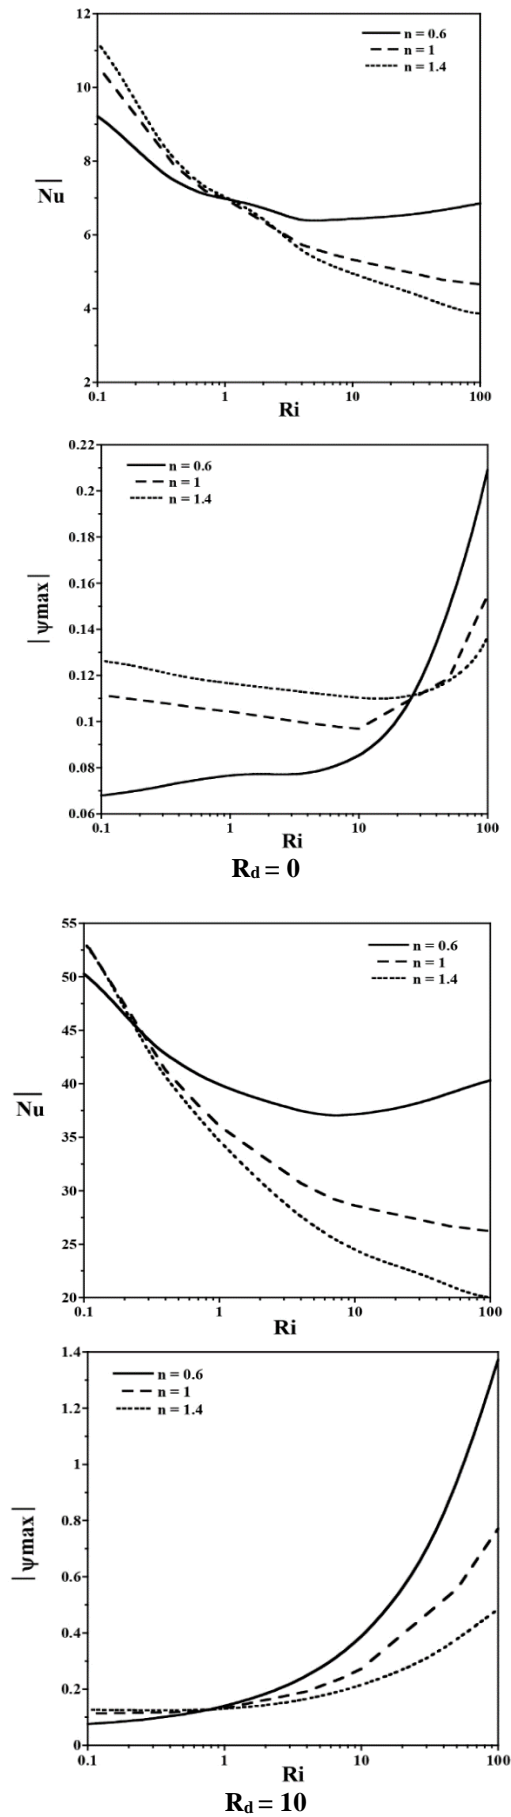 12
n = 0.6
n = 1
n = 1.4
10
8
Nu
6
4
2
0.1 1 10 100
Ri
0.22
n = 0.6
n = 1
n = 1.4
0.2
0.18
0.16
|ψmax|
0.14
0.12
0.1
0.08
0.06
0.1 1 10 100
Ri
Rd = 0
55
n = 0.6
n = 1
n = 1.4
50
45
40
Nu
35
30
25
20
0.1 1 10 100
Ri
1.4
n = 0.6
n = 1
n = 1.4
1.2
1
0.8
|ψmax|
0.6
0.4
0.2
0
0.1 1 10 100
Ri
Rd = 10